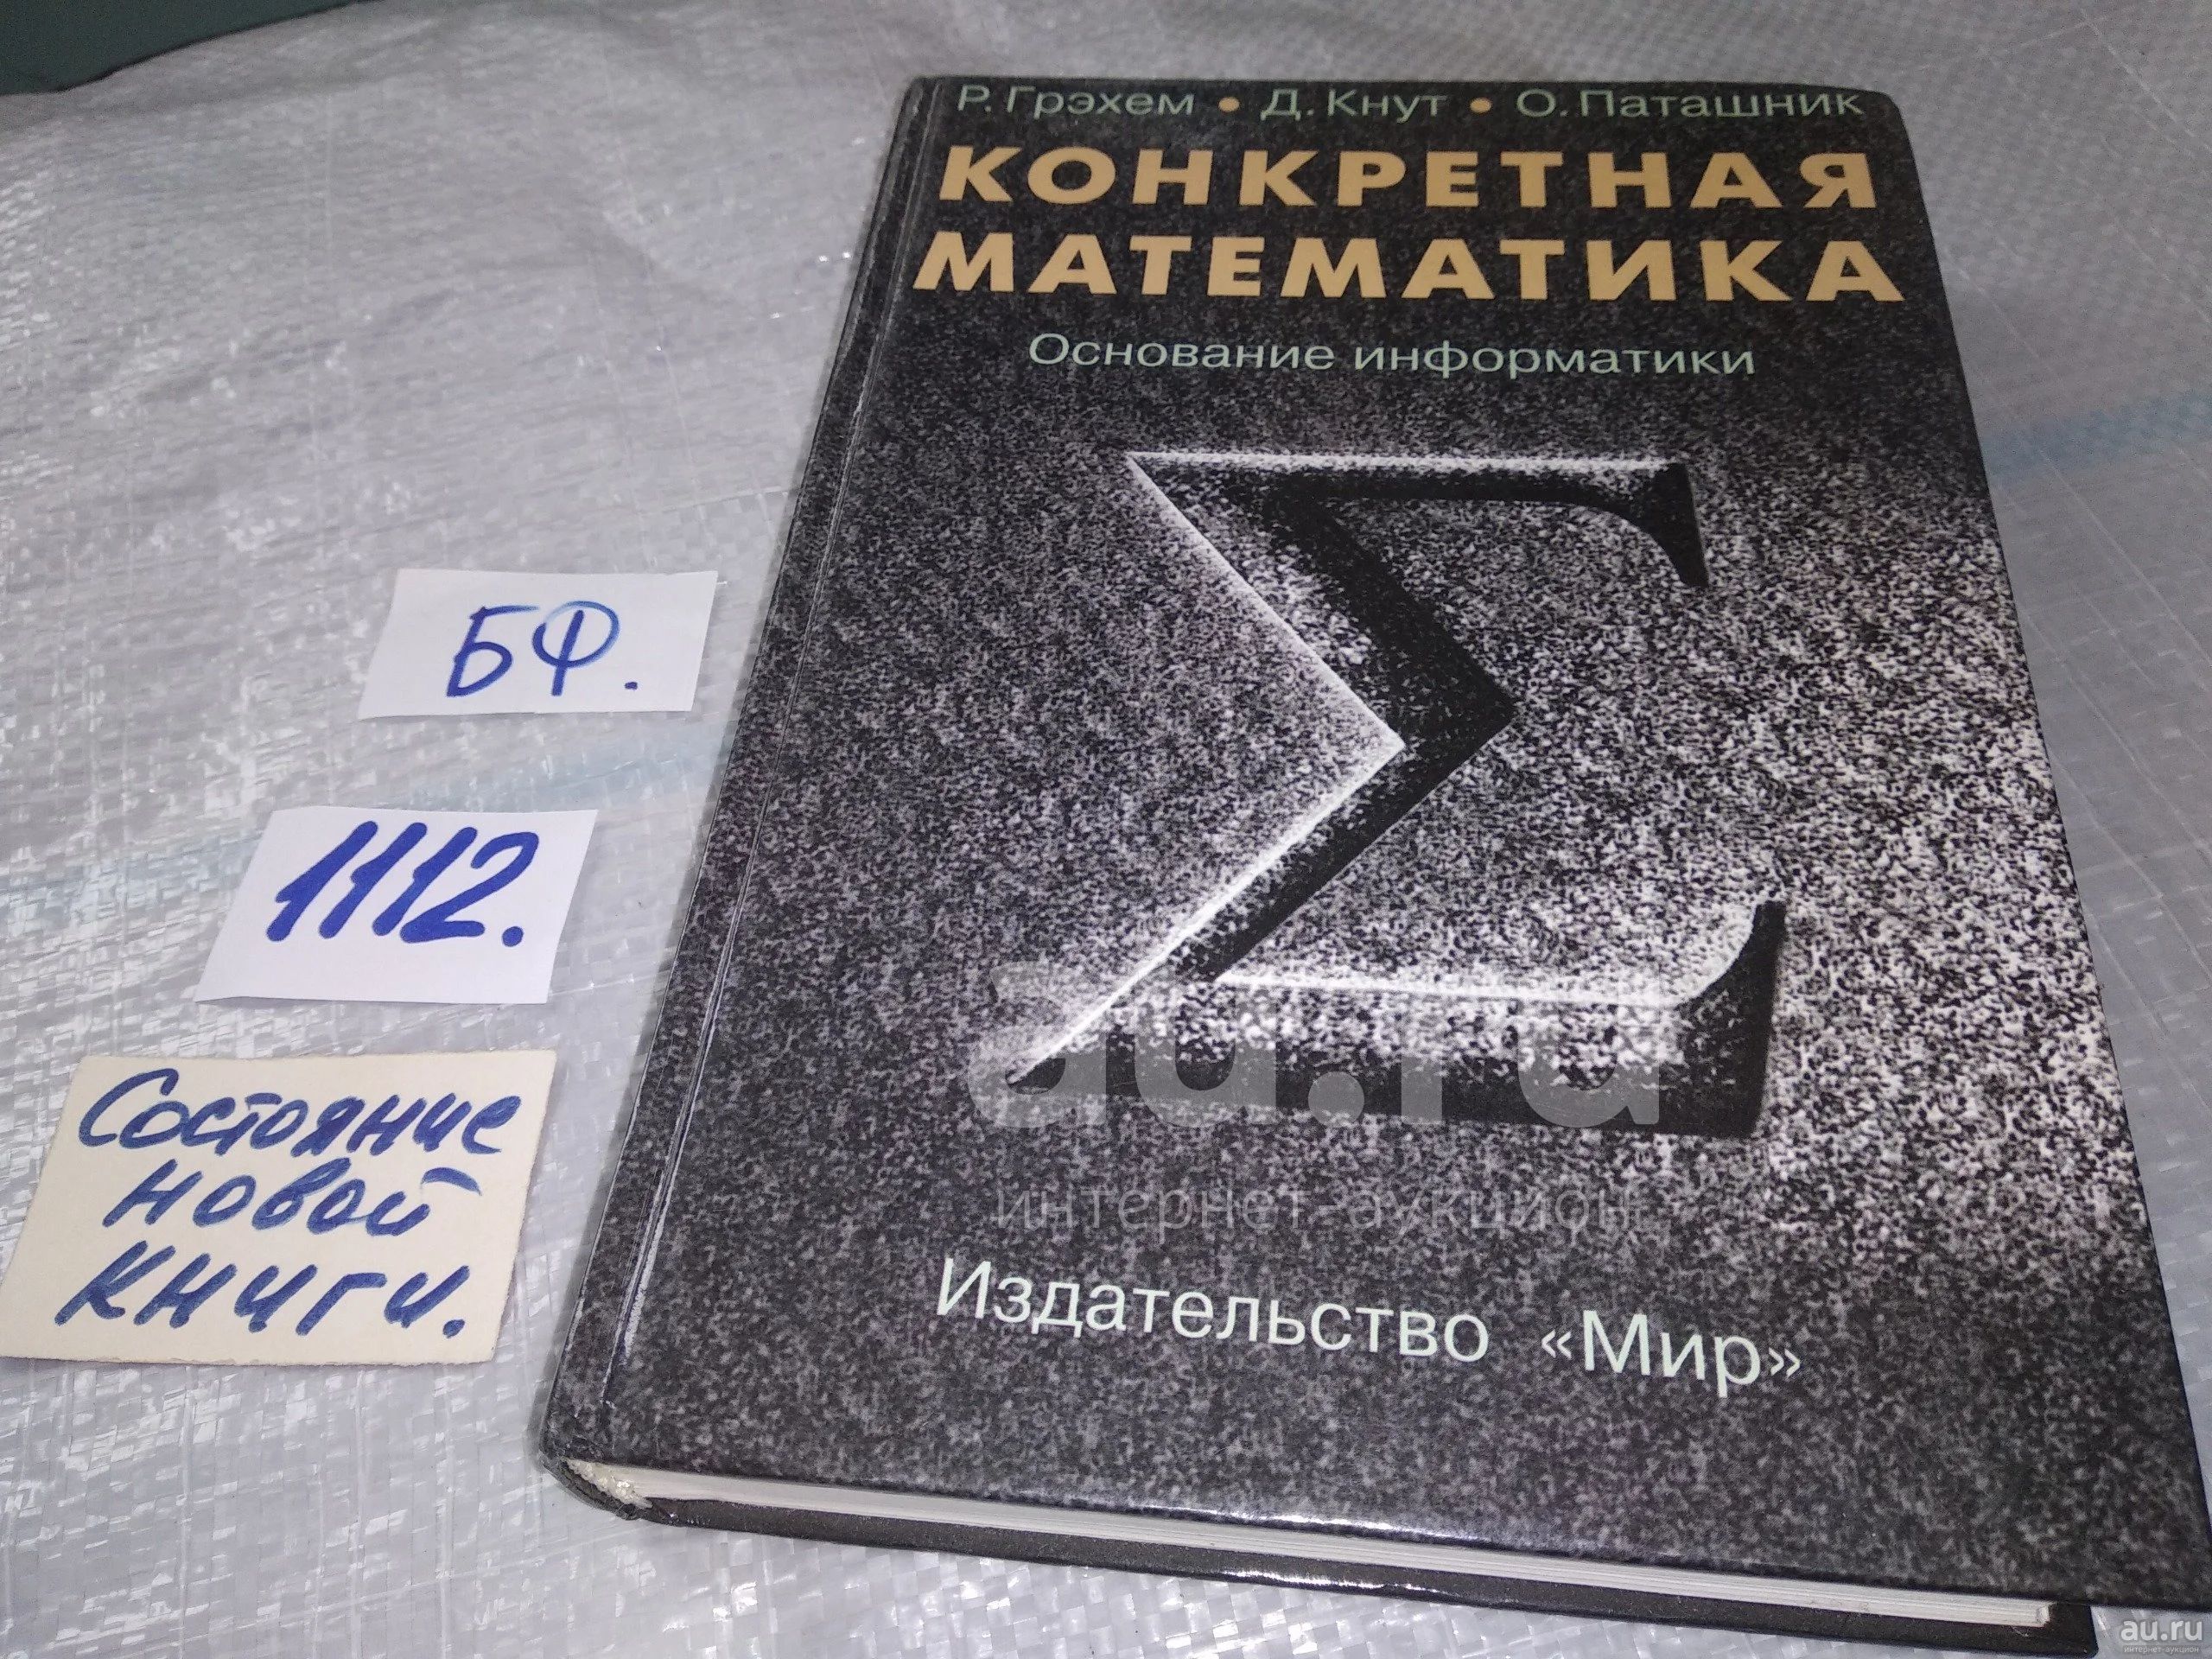 Р. Грэхем • Д. Кнут • О. Паташник
КОНКРЕТНАЯ
МАТЕМАТИКА
Основание информатики
Σ
БФ.
1112.
Состояние
новой
книги.
au.ru
интернет-аукцион
Издательство «Мир»
au.ru
интернет-аукцион